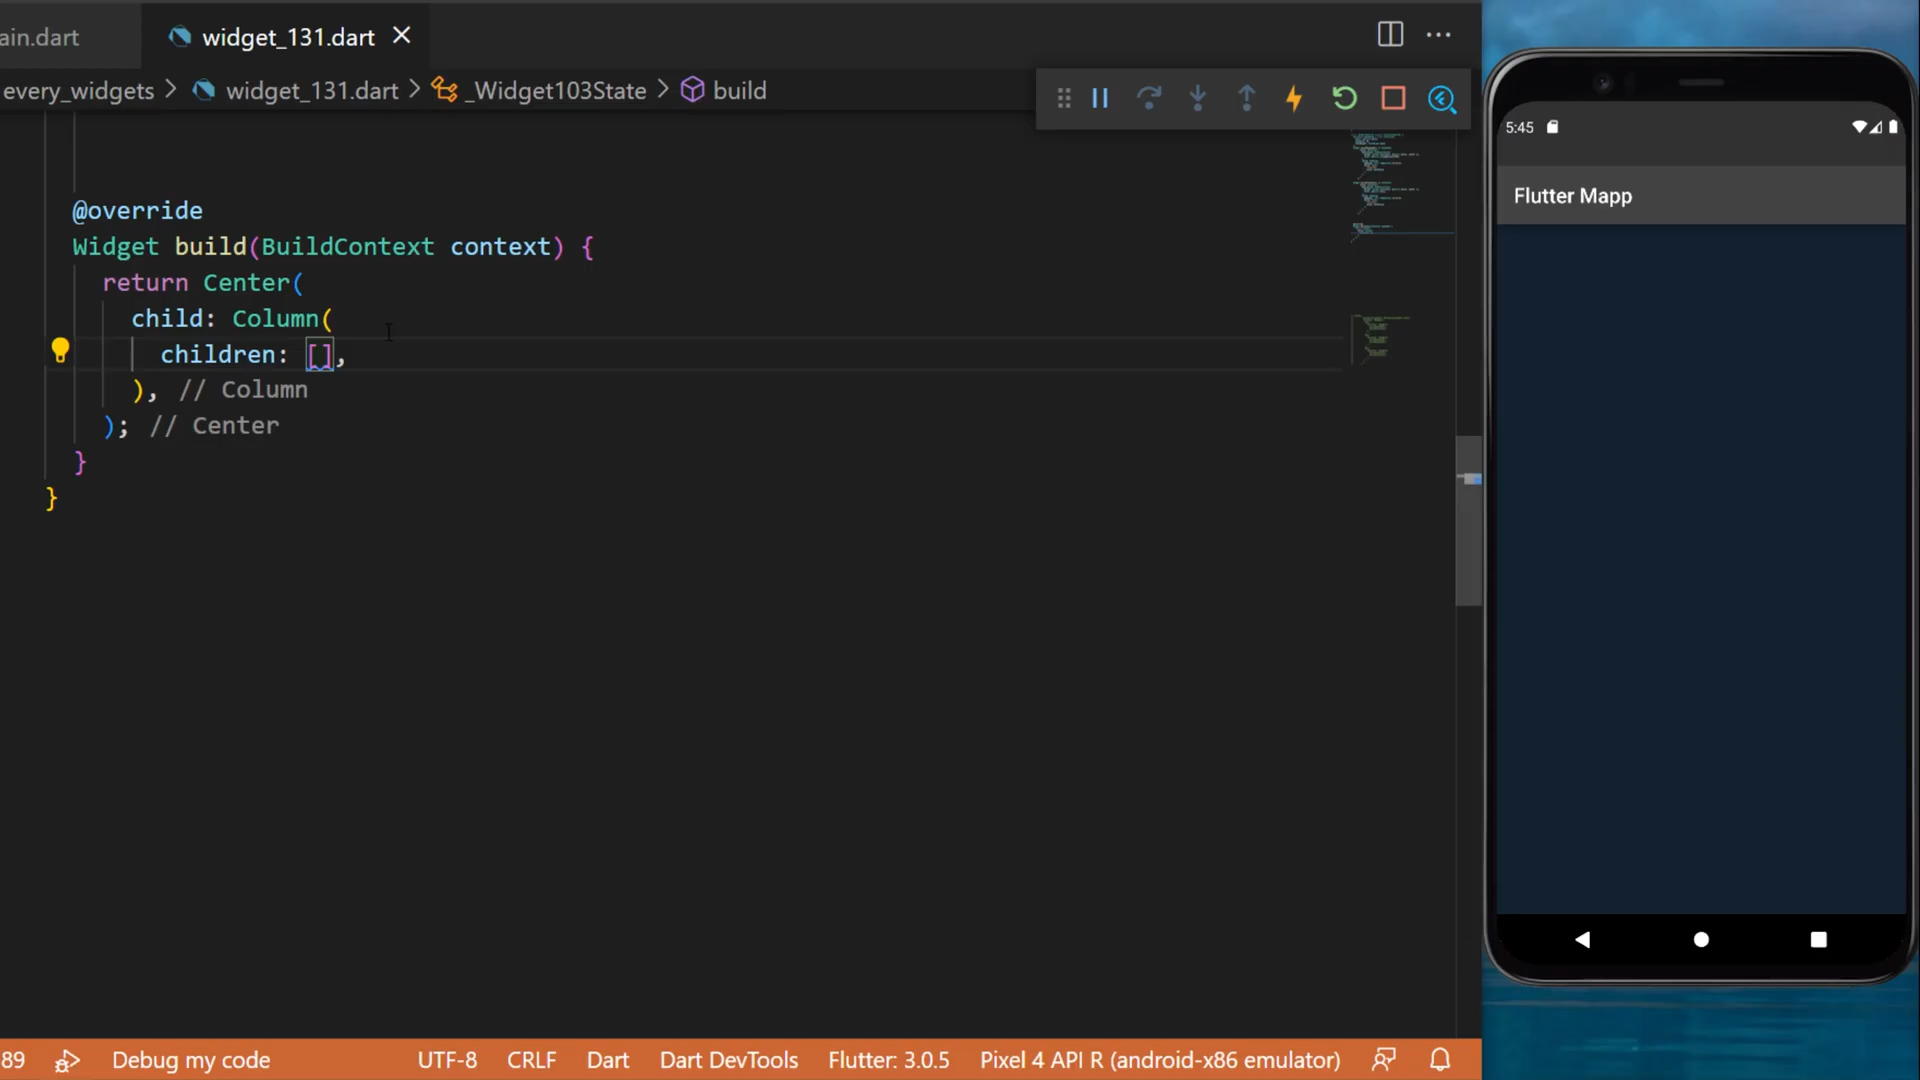 ain.dart
widget_131.dart
every_widgets > widget_131.dart > _Widget103State > build
@override
Widget build(BuildContext context) {
return Center(
child: Column(
children: [],
), // Column
); // Center
}
}
89 Debug my code UTF-8 CRLF Dart Dart DevTools Flutter: 3.0.5 Pixel 4 API R (android-x86 emulator)
5:45
Flutter Mapp